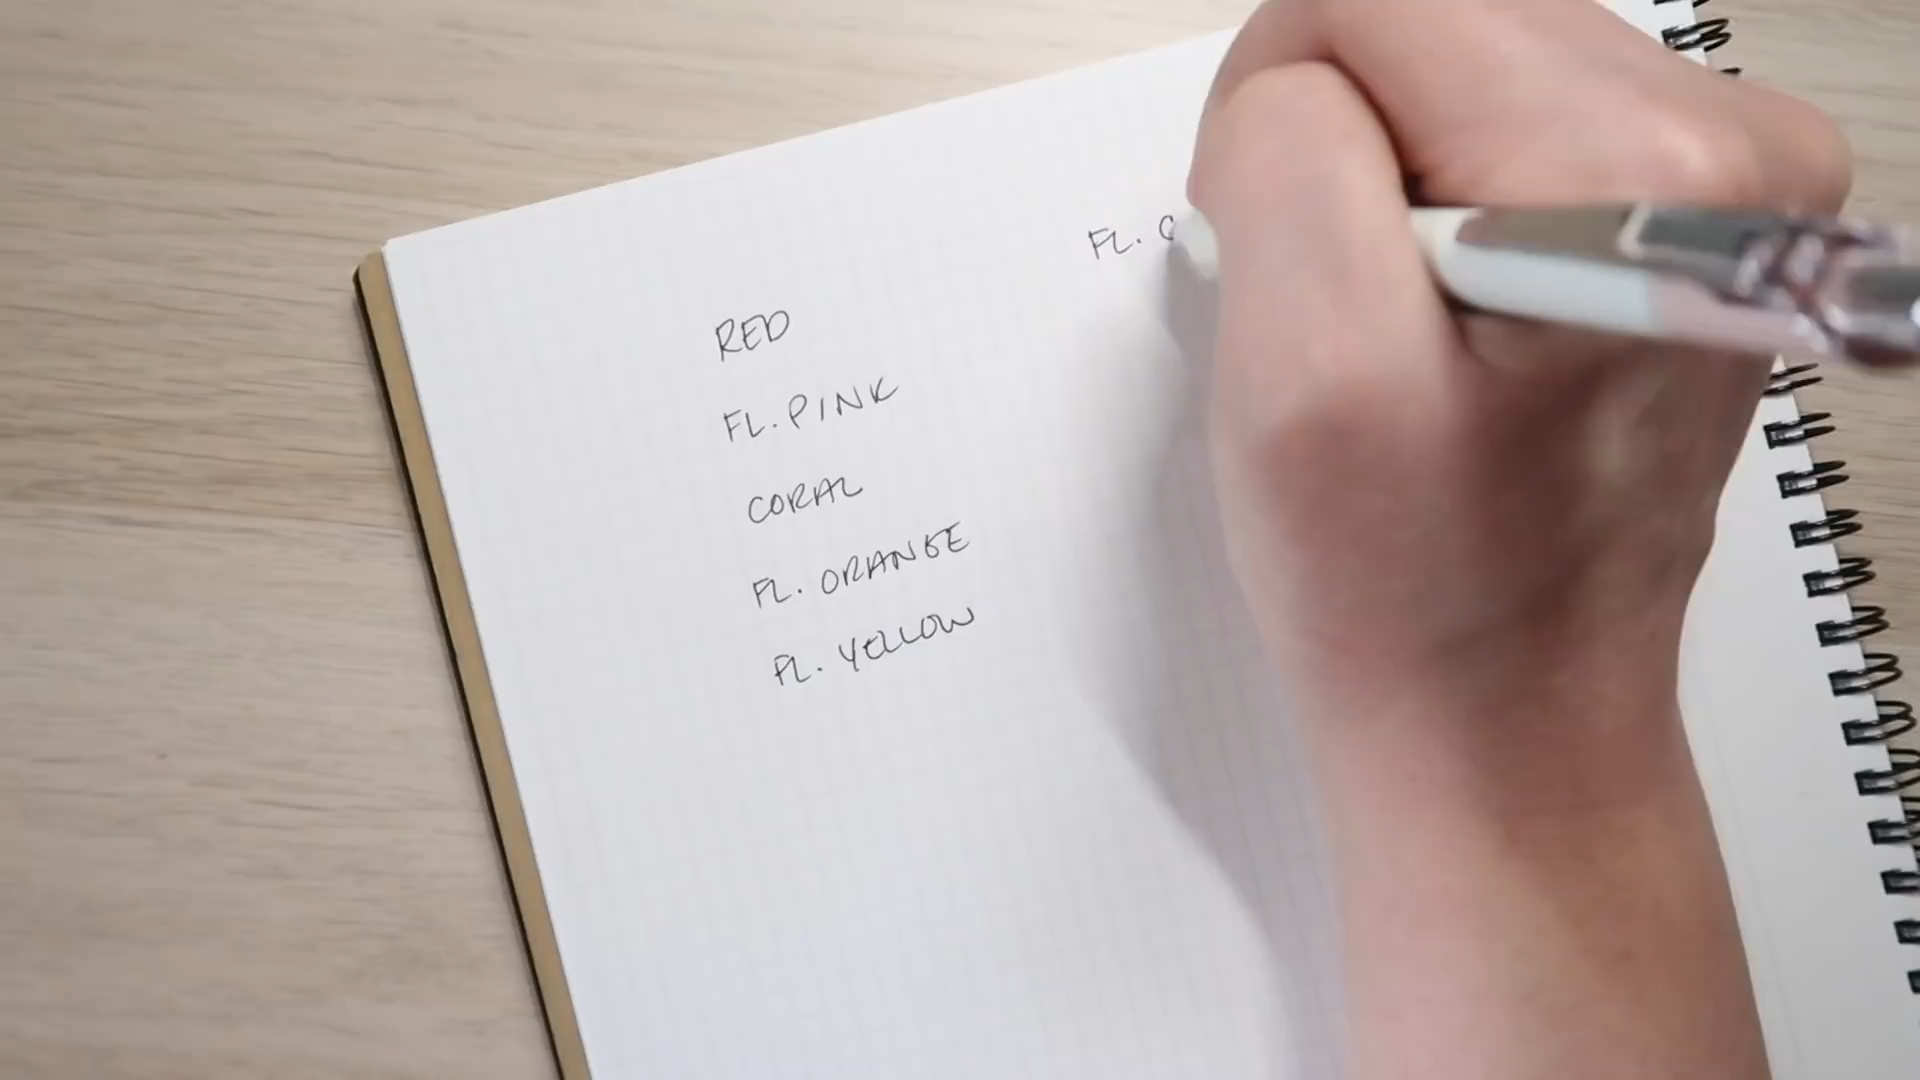 RED
FL. PINK
CORAL
FL. ORANGE
FL. YELLOW
FL.